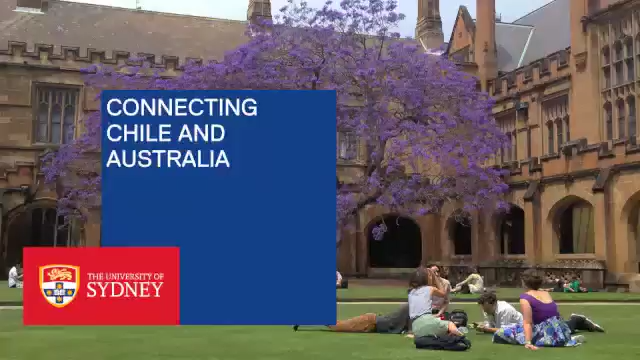 CONNECTING
CHILE AND
AUSTRALIA
THE UNIVERSITY OF
SYDNEY